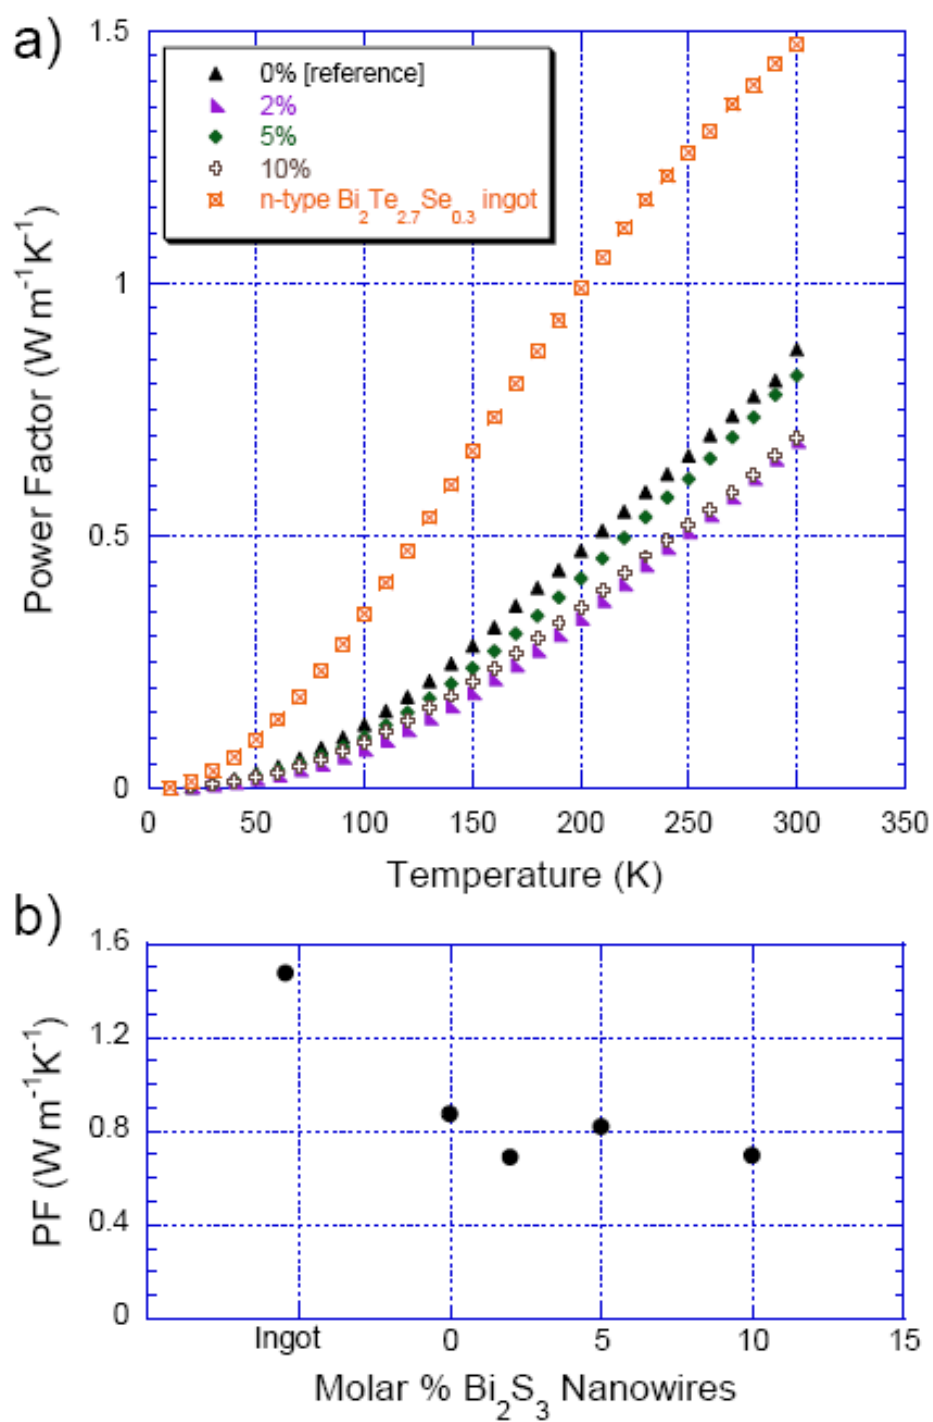 a)
1.5
1
0.5
0
Power Factor (W m⁻¹K⁻¹)
0% [reference]
2%
5%
10%
n-type Bi₂Te₂.₇Se₀.₃ ingot
0 50 100 150 200 250 300 350
Temperature (K)
b)
1.6
1.2
0.8
0.4
0
PF (W m⁻¹K⁻¹)
Ingot 0 5 10 15
Molar % Bi₂S₃ Nanowires